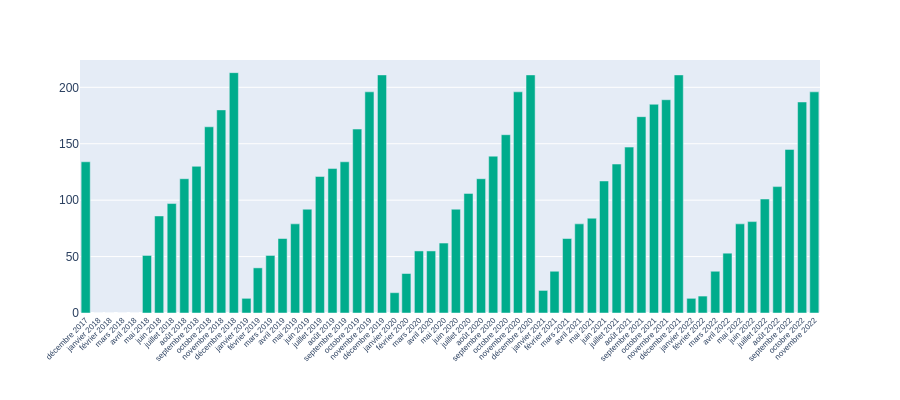 200
150
100
50
0
décembre 2017
janvier 2018
février 2018
mars 2018
avril 2018
mai 2018
juin 2018
juillet 2018
août 2018
septembre 2018
octobre 2018
novembre 2018
décembre 2018
janvier 2019
février 2019
mars 2019
avril 2019
mai 2019
juin 2019
juillet 2019
août 2019
septembre 2019
octobre 2019
novembre 2019
décembre 2019
janvier 2020
février 2020
mars 2020
avril 2020
mai 2020
juin 2020
juillet 2020
août 2020
septembre 2020
octobre 2020
novembre 2020
décembre 2020
janvier 2021
février 2021
mars 2021
avril 2021
mai 2021
juin 2021
juillet 2021
août 2021
septembre 2021
octobre 2021
novembre 2021
décembre 2021
janvier 2022
février 2022
mars 2022
avril 2022
mai 2022
juin 2022
juillet 2022
août 2022
septembre 2022
octobre 2022
novembre 2022